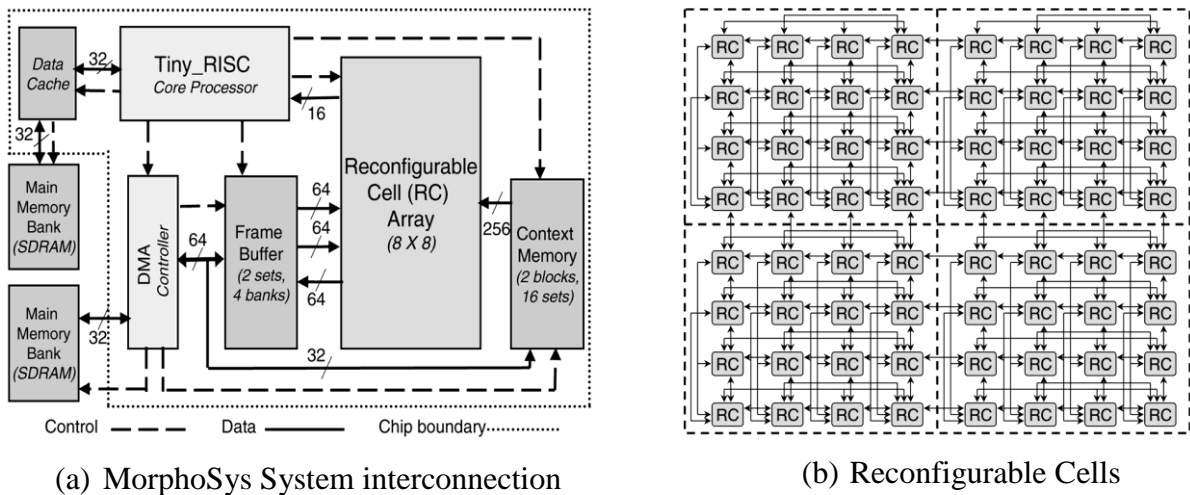 Data
Cache
32
Tiny_RISC
Core Processor
16
32
Main
Memory
Bank
(SDRAM)
Reconfigurable
Cell (RC)
Array
(8 X 8)
DMA
Controller
64
Frame
Buffer
(2 sets,
4 banks)
64
64
64
256
Context
Memory
(2 blocks,
16 sets)
Main
Memory
Bank
(SDRAM)
32
32
Control
Data
Chip boundary
(a) MorphoSys System interconnection
RC RC RC RC RC RC RC RC
RC RC RC RC RC RC RC RC
RC RC RC RC RC RC RC RC
RC RC RC RC RC RC RC RC
RC RC RC RC RC RC RC RC
RC RC RC RC RC RC RC RC
RC RC RC RC RC RC RC RC
RC RC RC RC RC RC RC RC
(b) Reconfigurable Cells